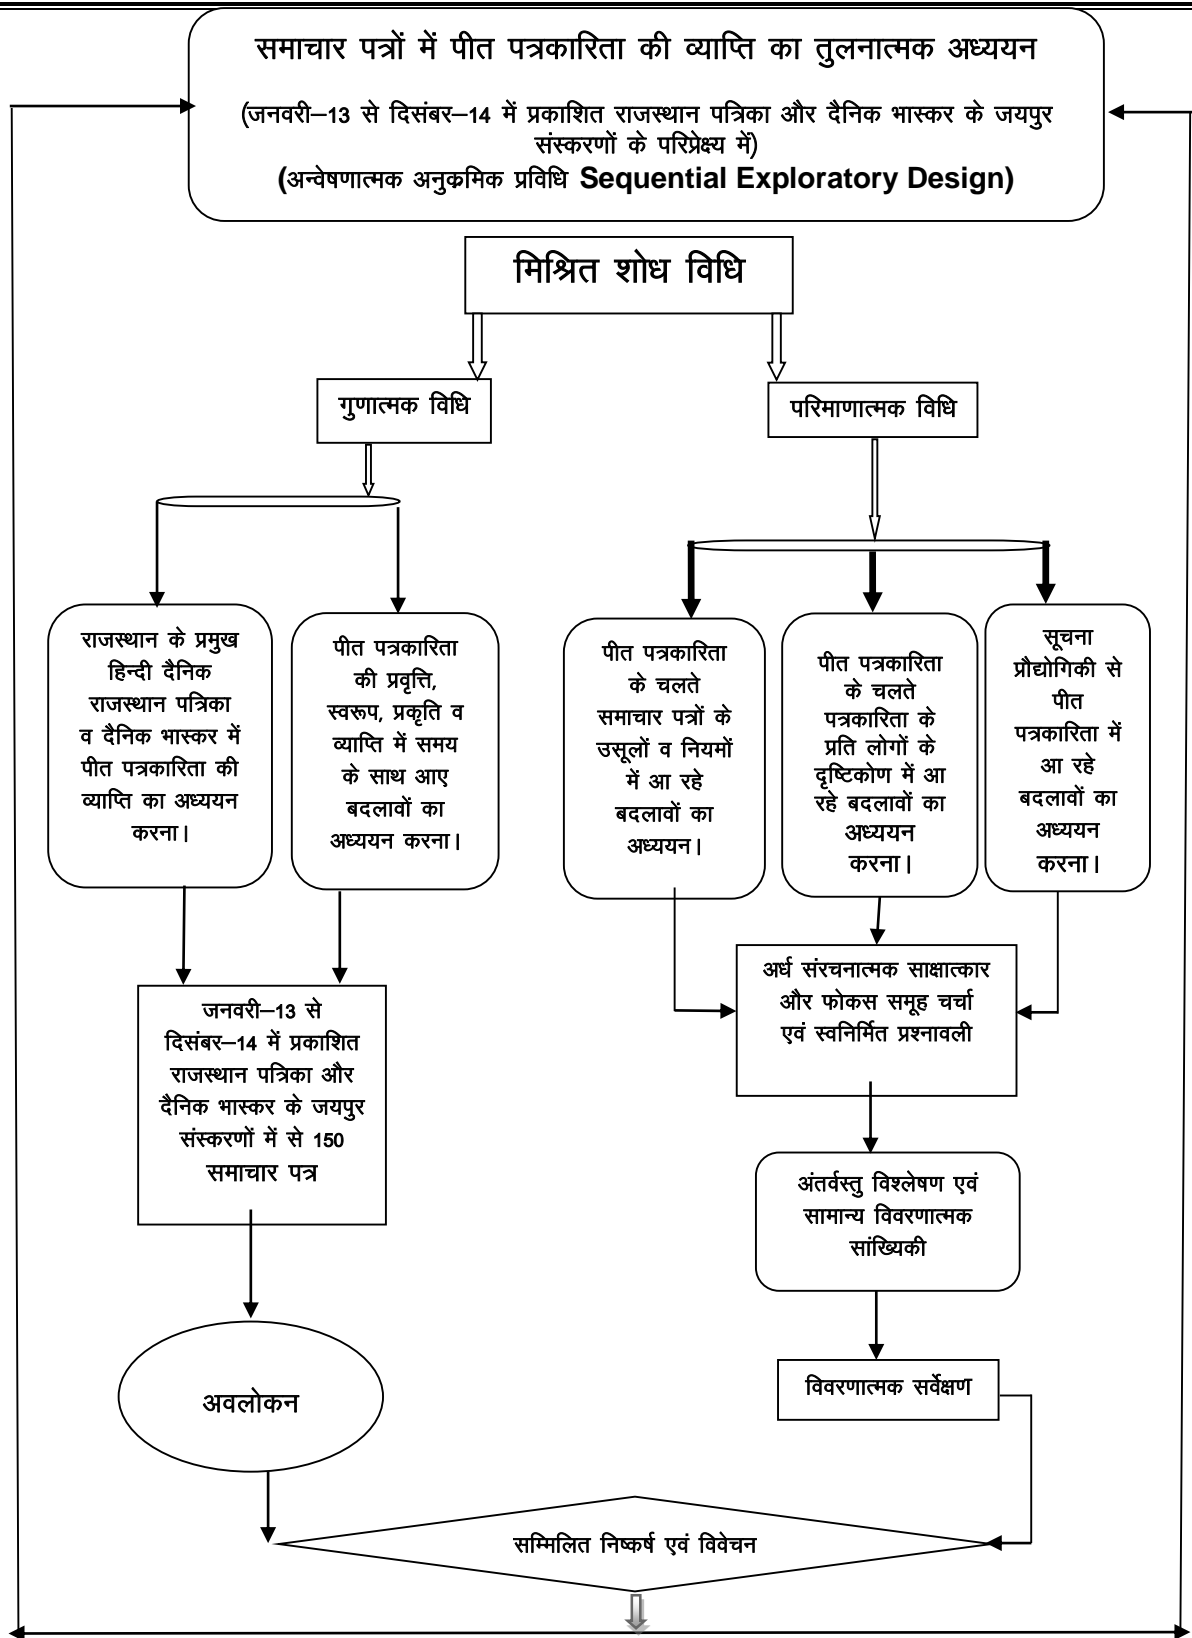 समाचार पत्रों में पीत पत्रकारिता की व्याप्ति का तुलनात्मक अध्ययन
(जनवरी–13 से दिसंबर–14 में प्रकाशित राजस्थान पत्रिका और दैनिक भास्कर के जयपुर
संस्करणों के परिप्रेक्ष्य में)
(अन्वेषणात्मक अनुक्रमिक प्रविधि Sequential Exploratory Design)
मिश्रित शोध विधि
गुणात्मक विधि
परिमाणात्मक विधि
राजस्थान के प्रमुख
हिन्दी दैनिक
राजस्थान पत्रिका
व दैनिक भास्कर में
पीत पत्रकारिता की
व्याप्ति का अध्ययन
करना।
पीत पत्रकारिता
की प्रवृत्ति,
स्वरूप, प्रकृति व
व्याप्ति में समय
के साथ आए
बदलावों का
अध्ययन करना।
पीत पत्रकारिता
के चलते
समाचार पत्रों के
उसूलों व नियमों
में आ रहे
बदलावों का
अध्ययन।
पीत पत्रकारिता
के चलते
पत्रकारिता के
प्रति लोगों के
दृष्टिकोण में आ
रहे बदलावों का
अध्ययन
करना।
सूचना
प्रौद्योगिकी से
पीत
पत्रकारिता में
आ रहे
बदलावों का
अध्ययन
करना।
जनवरी–13 से
दिसंबर–14 में प्रकाशित
राजस्थान पत्रिका और
दैनिक भास्कर के जयपुर
संस्करणों में से 150
समाचार पत्र
अर्ध संरचनात्मक साक्षात्कार
और फोकस समूह चर्चा
एवं स्वनिर्मित प्रश्नावली
अंतर्वस्तु विश्लेषण एवं
सामान्य विवरणात्मक
सांख्यिकी
अवलोकन
विवरणात्मक सर्वेक्षण
सम्मिलित निष्कर्ष एवं विवेचन